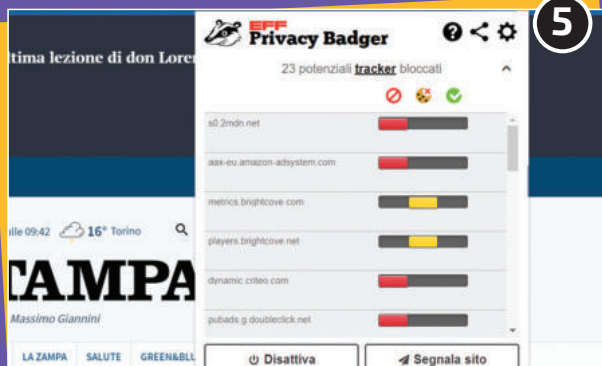 5
EFF
Privacy Badger
ltima lezione di don Lore
23 potenziali tracker bloccati
s0.2mdn.net
aax-eu.amazon-adsystem.com
metrics.brightcove.com
players.brightcove.net
alle 09:42 16° Torino
dynamic.criteo.com
TAMPA
Massimo Giannini
pubads.g.doubleclick.net
LA ZAMPA SALUTE GREEN&BLU
Disattiva
Segnala sito